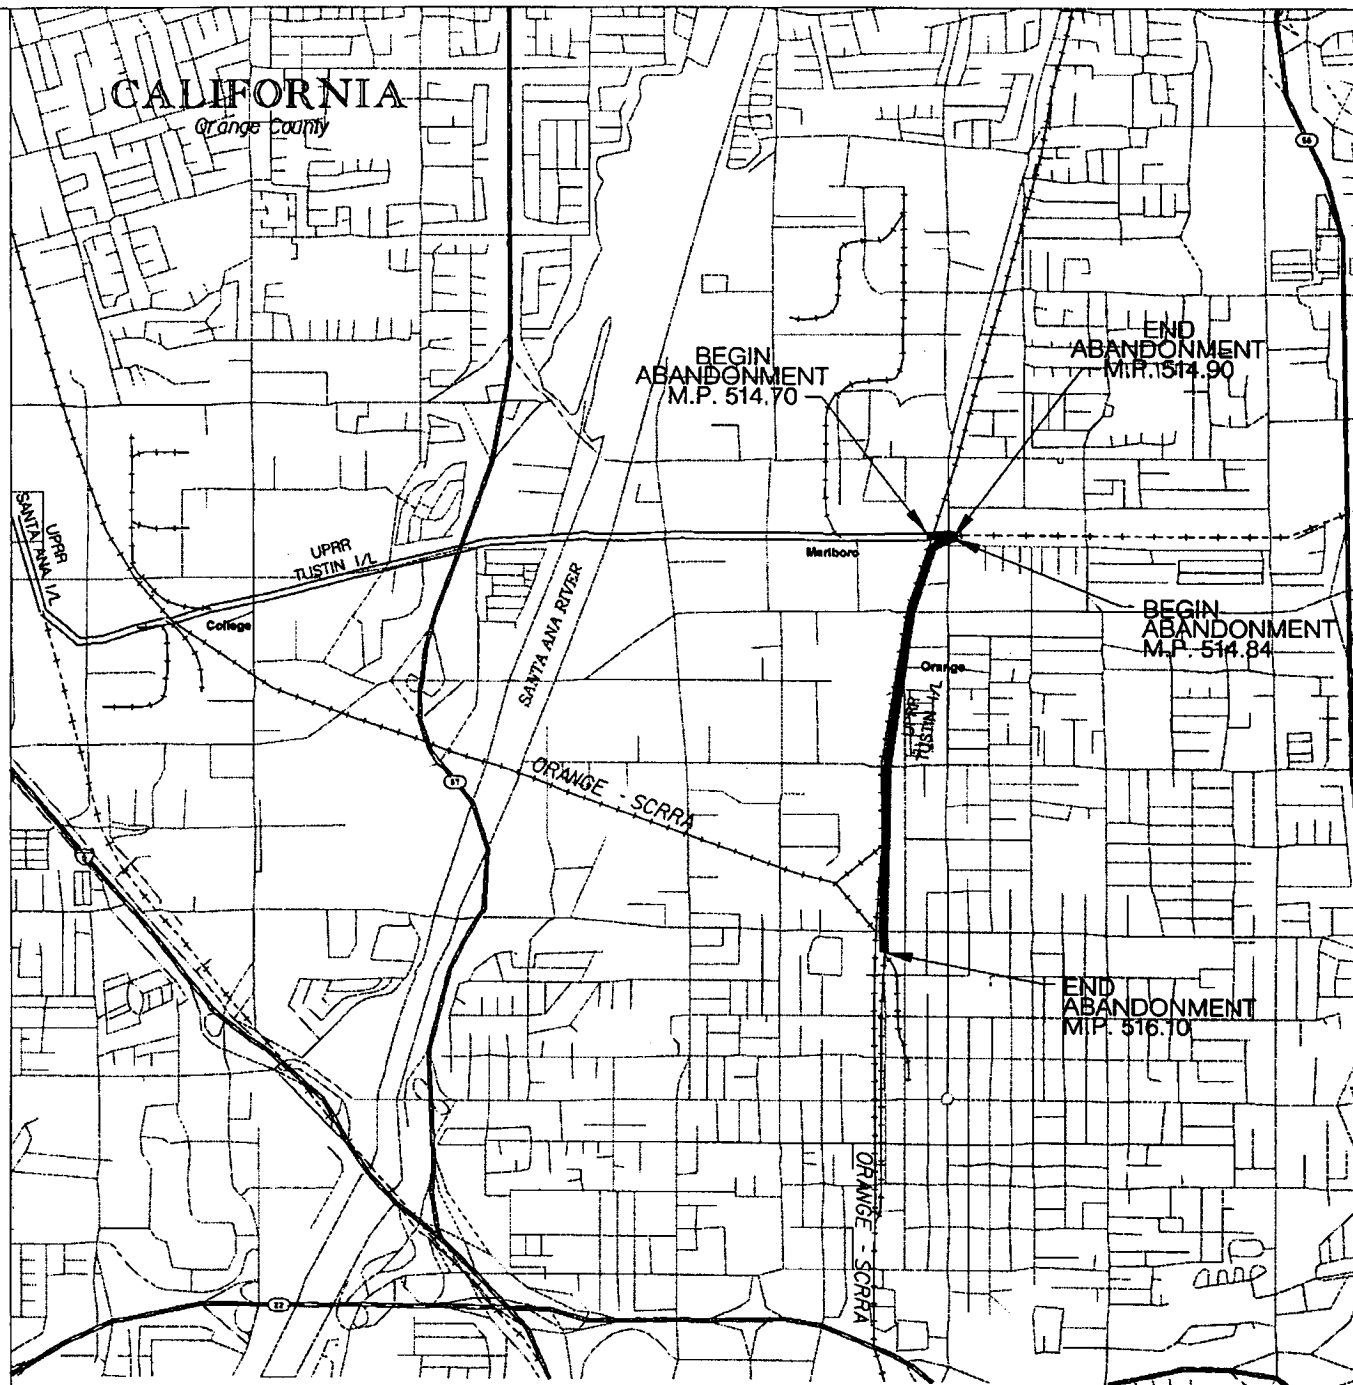 CALIFORNIA
Orange County
55
BEGIN
ABANDONMENT
M.P. 514.70
END
ABANDONMENT
M.P. 514.90
UPRR
SANTA ANA I/L
UPRR
TUSTIN I/L
College
SANTA ANA RIVER
Marlboro
BEGIN
ABANDONMENT
M.P. 514.84
Orange
UPRR
TUSTIN I/L
57
ORANGE - SCRRA
5
END
ABANDONMENT
M.P. 516.10
ORANGE - SCRRA
22